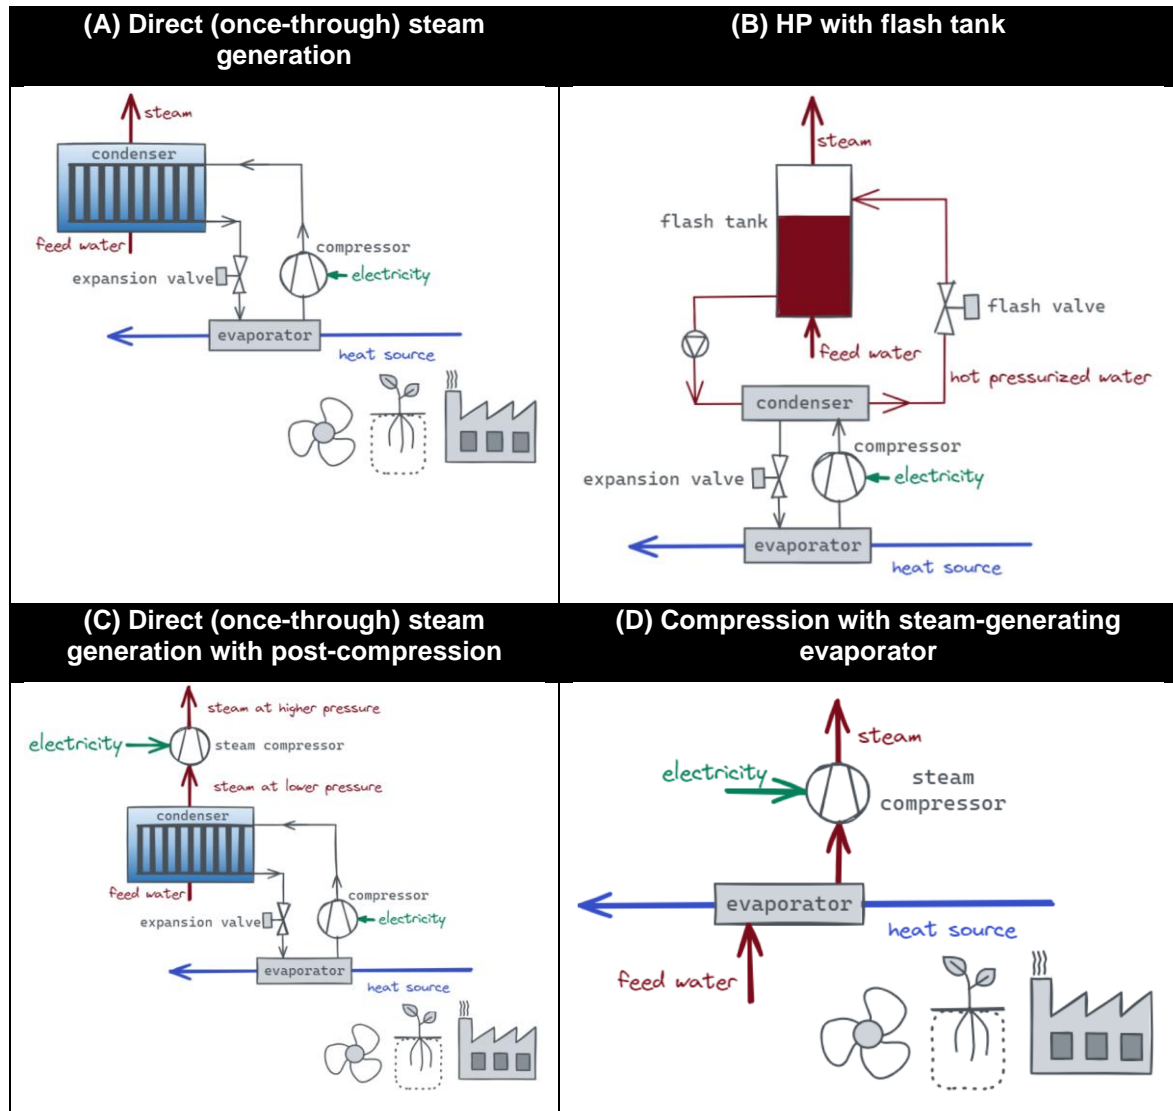 (A) Direct (once-through) steam
generation
steam
condenser
feed water
expansion valve
compressor
electricity
evaporator
heat source
(B) HP with flash tank
steam
flash tank
flash valve
feed water
hot pressurized water
condenser
compressor
expansion valve
electricity
evaporator
heat source
(C) Direct (once-through) steam
generation with post-compression
steam at higher pressure
electricity
steam compressor
steam at lower pressure
condenser
feed water
compressor
expansion valve
electricity
evaporator
heat source
(D) Compression with steam-generating
evaporator
steam
electricity
steam
compressor
evaporator
heat source
feed water